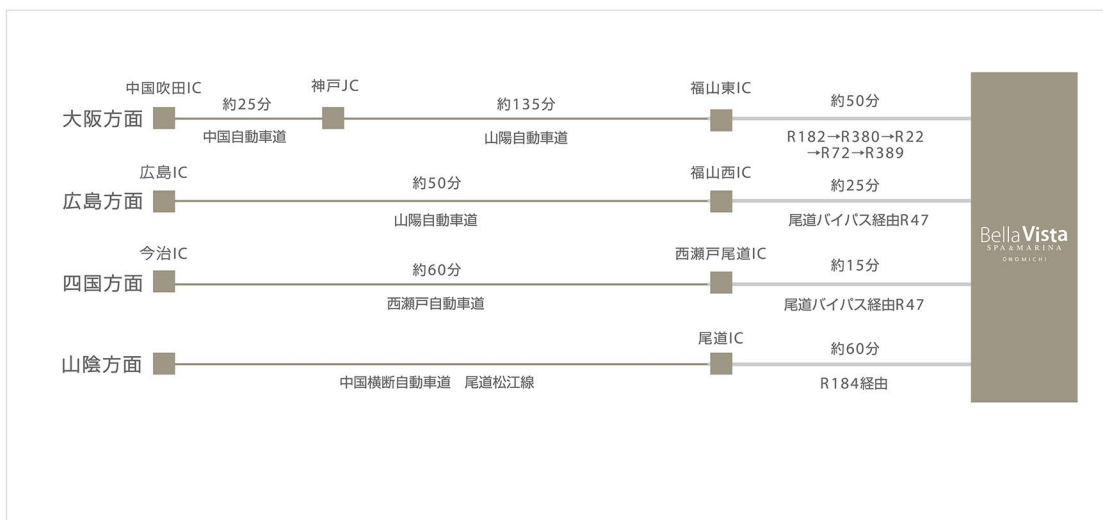 中国吹田IC
神戸JC
福山東IC
大阪方面
約25分
約135分
約50分
中国自動車道
山陽自動車道
R182→R380→R22
→R72→R389
広島IC
福山西IC
広島方面
約50分
約25分
山陽自動車道
尾道バイパス経由R47
今治IC
西瀬戸尾道IC
四国方面
約60分
約15分
西瀬戸自動車道
尾道バイパス経由R47
尾道IC
山陰方面
約60分
中国横断自動車道 尾道松江線
R184経由
Bella Vista
SPA & MARINA
ONOMICHI